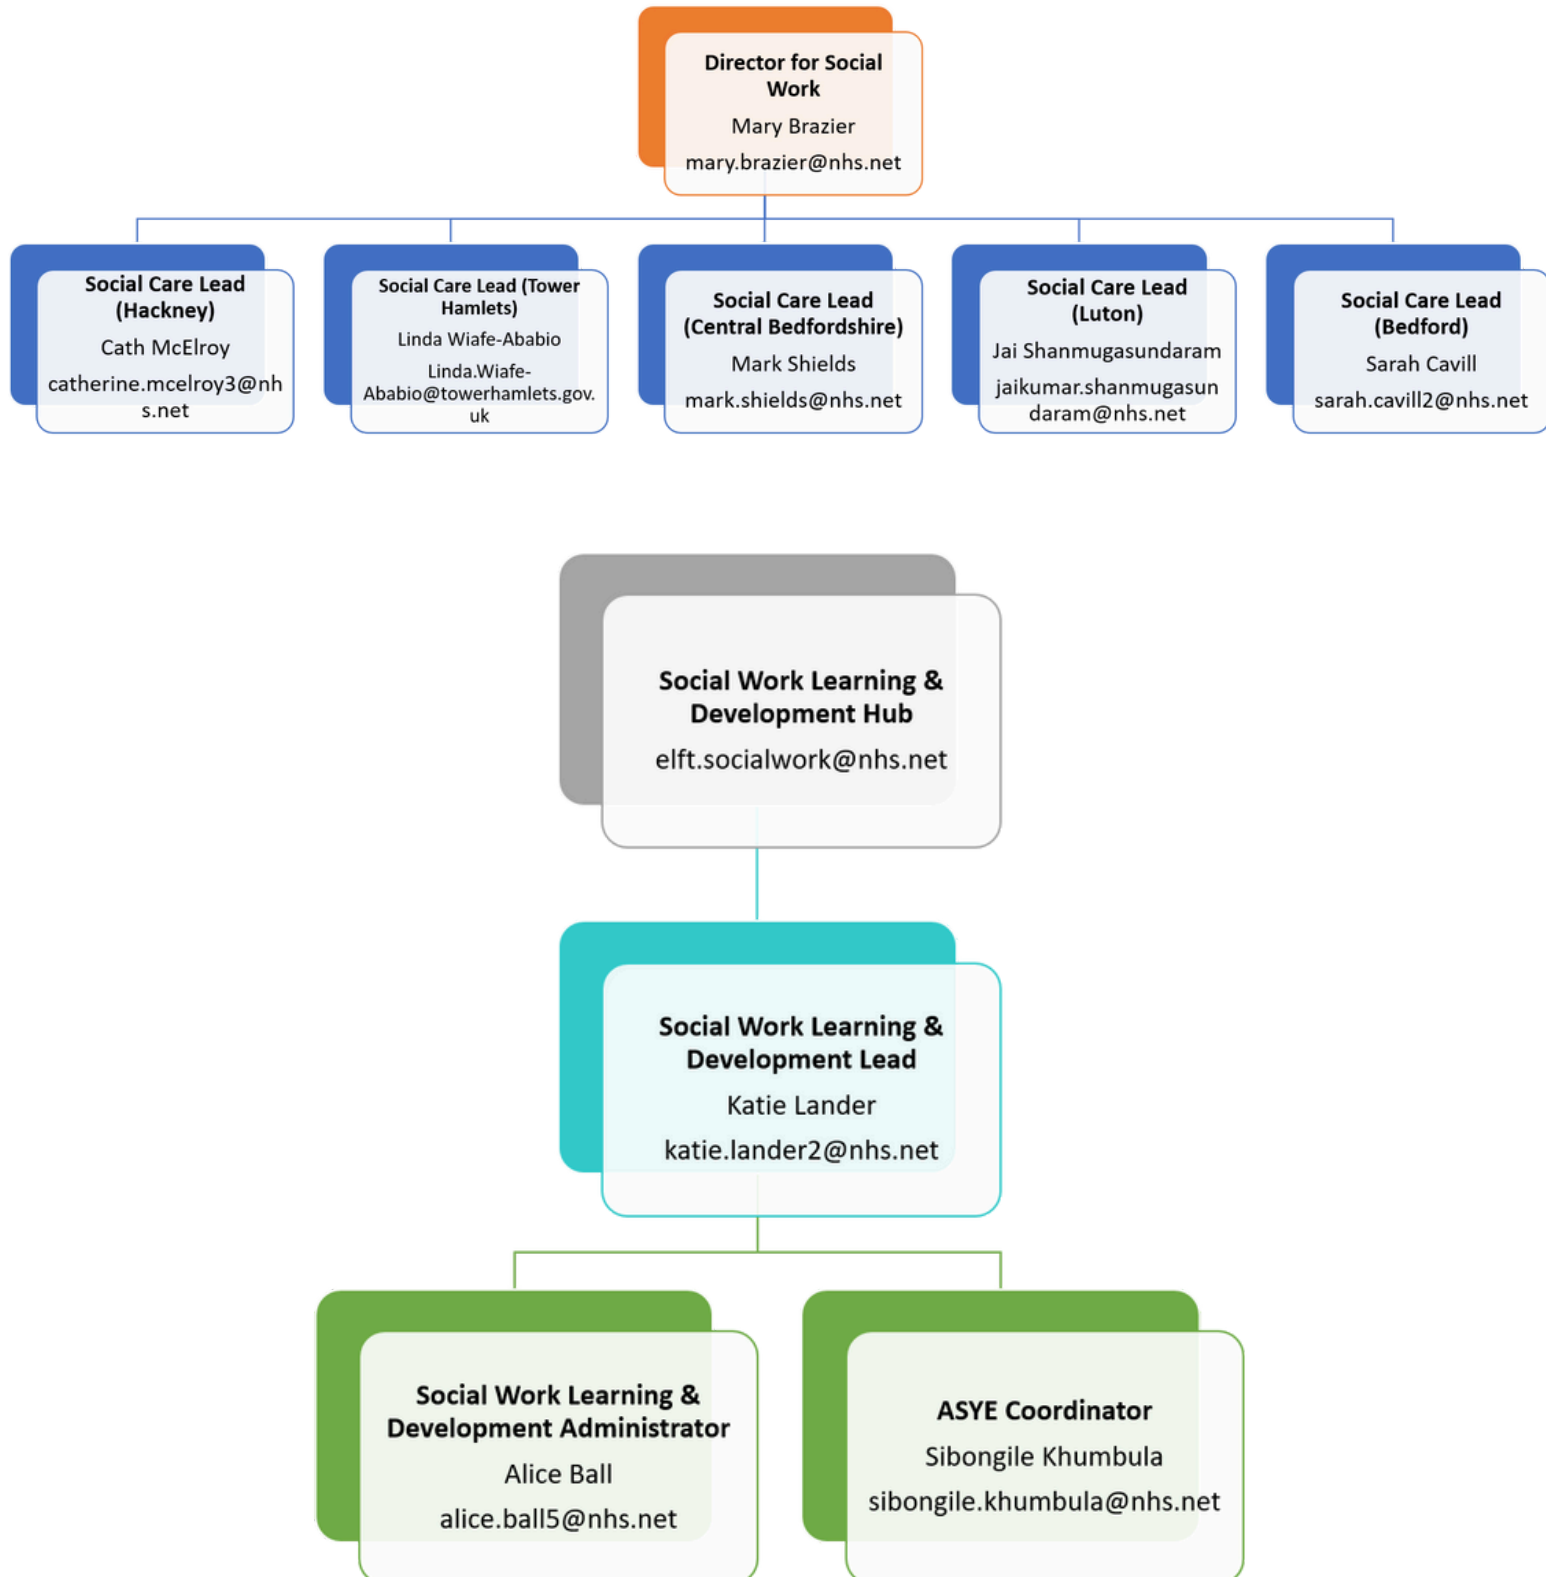 Director for Social
Work
Mary Brazier
mary.brazier@nhs.net
Social Care Lead
(Hackney)
Cath McElroy
catherine.mcelroy3@nh
s.net
Social Care Lead (Tower
Hamlets)
Linda Wiafe-Ababio
Linda.Wiafe-
Ababio@towerhamlets.gov.
uk
Social Care Lead
(Central Bedfordshire)
Mark Shields
mark.shields@nhs.net
Social Care Lead
(Luton)
Jai Shanmugasundaram
jaikumar.shanmugasun
daram@nhs.net
Social Care Lead
(Bedford)
Sarah Cavill
sarah.cavill2@nhs.net
Social Work Learning &
Development Hub
elft.socialwork@nhs.net
Social Work Learning &
Development Lead
Katie Lander
katie.lander2@nhs.net
Social Work Learning &
Development Administrator
Alice Ball
alice.ball5@nhs.net
ASYE Coordinator
Sibongile Khumbula
sibongile.khumbula@nhs.net